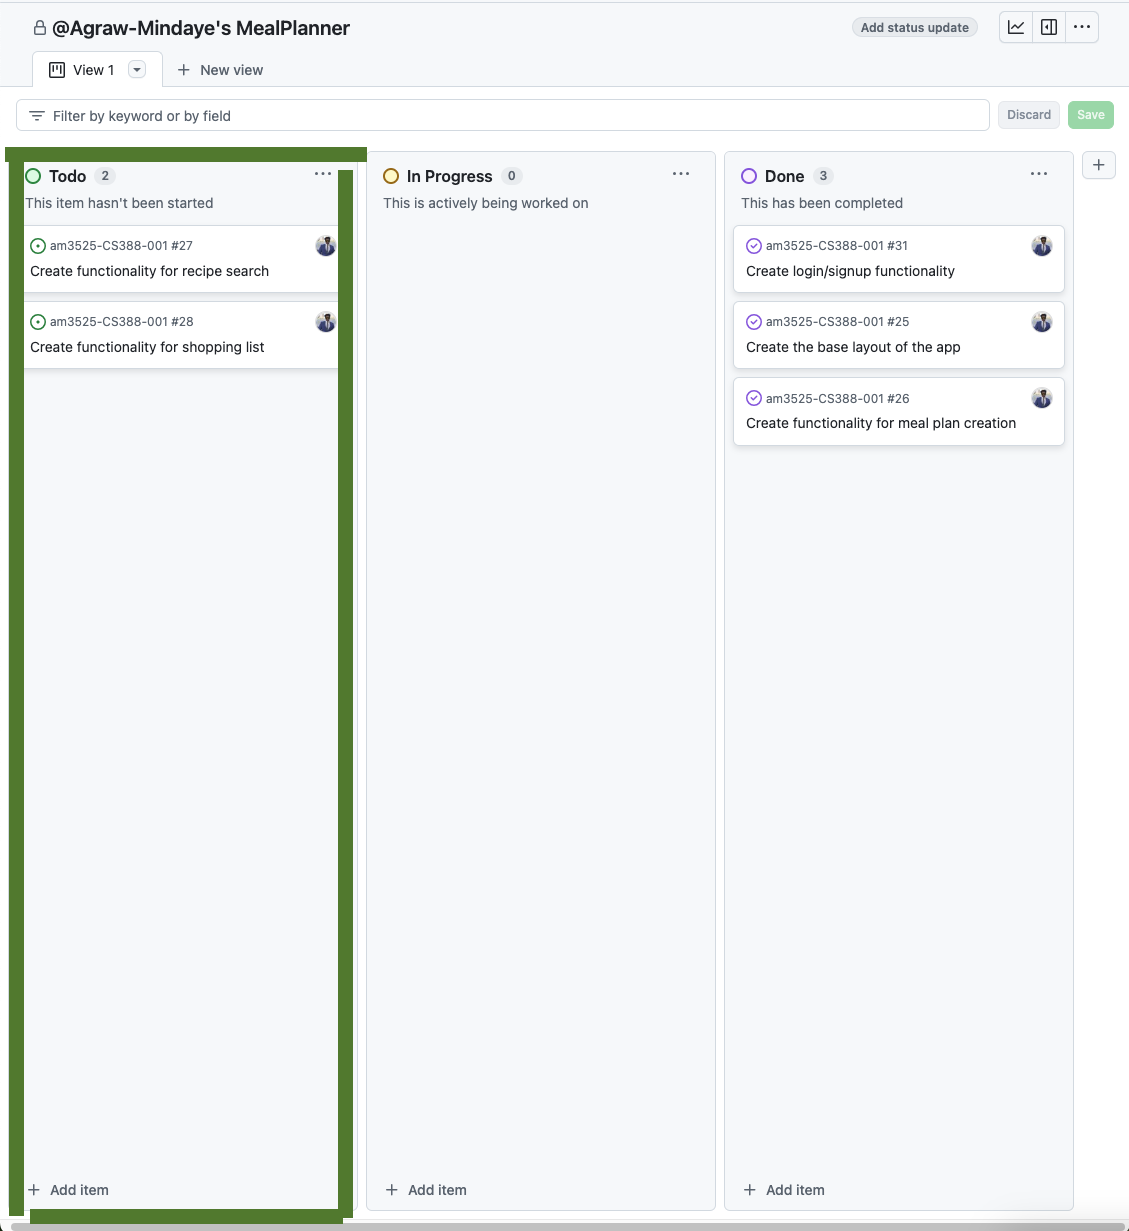 @Agraw-Mindaye's MealPlanner
Add status update
View 1
New view
Filter by keyword or by field
Discard
Save
Todo 2
This item hasn't been started
am3525-CS388-001 #27
Create functionality for recipe search
am3525-CS388-001 #28
Create functionality for shopping list
Add item
In Progress 0
This is actively being worked on
Add item
Done 3
This has been completed
am3525-CS388-001 #31
Create login/signup functionality
am3525-CS388-001 #25
Create the base layout of the app
am3525-CS388-001 #26
Create functionality for meal plan creation
Add item